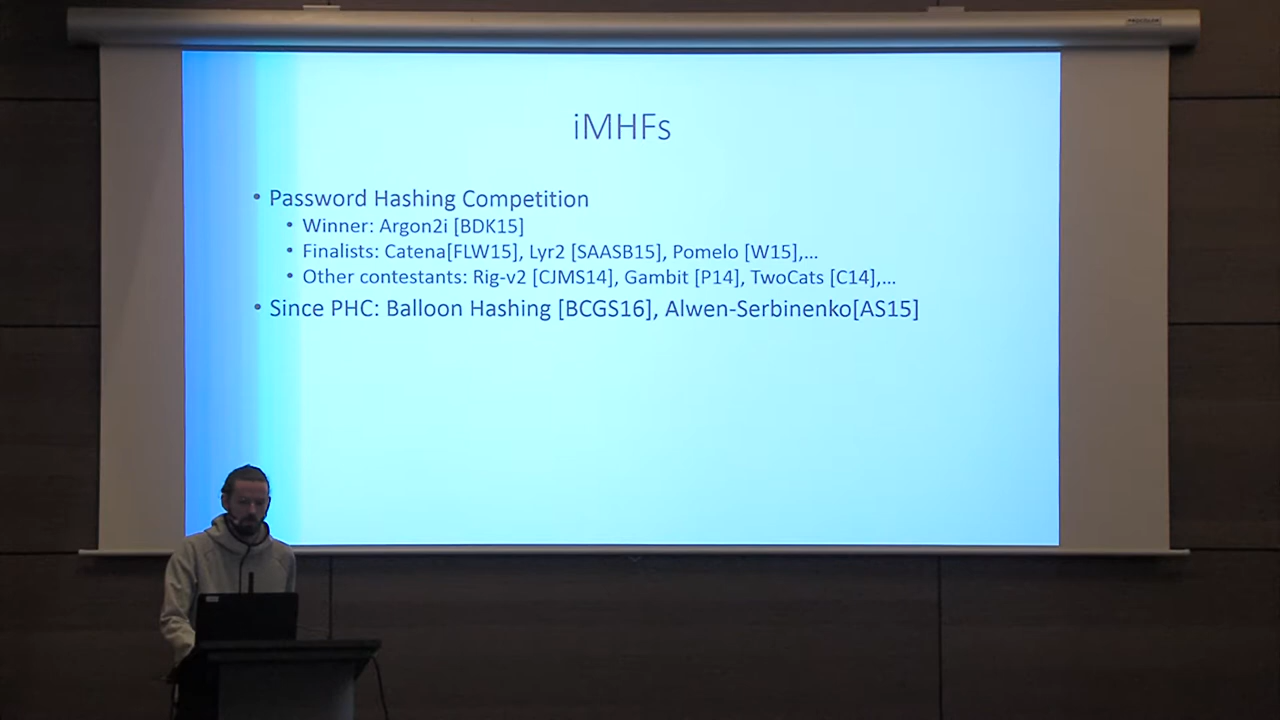 PROCOLOR
iMHFs
• Password Hashing Competition
• Winner: Argon2i [BDK15]
• Finalists: Catena[FLW15], Lyr2 [SAASB15], Pomelo [W15],...
• Other contestants: Rig-v2 [CJMS14], Gambit [P14], TwoCats [C14],...
• Since PHC: Balloon Hashing [BCGS16], Alwen-Serbinenko[AS15]